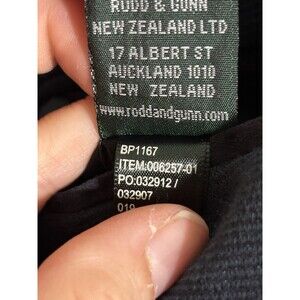 RODD & GUNN
NEW ZEALAND LTD
17 ALBERT ST
AUCKLAND 1010
NEW ZEALAND
www.roddandgunn.com
BP1167
ITEM:006257-01
PO:032912 /
032907